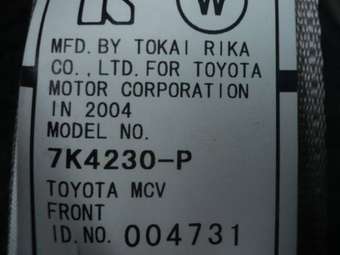 W
MFD. BY TOKAI RIKA
CO., LTD. FOR TOYOTA
MOTOR CORPORATION
IN 2004
MODEL NO.
7K4230-P
TOYOTA MCV
FRONT
ID. NO. 004731